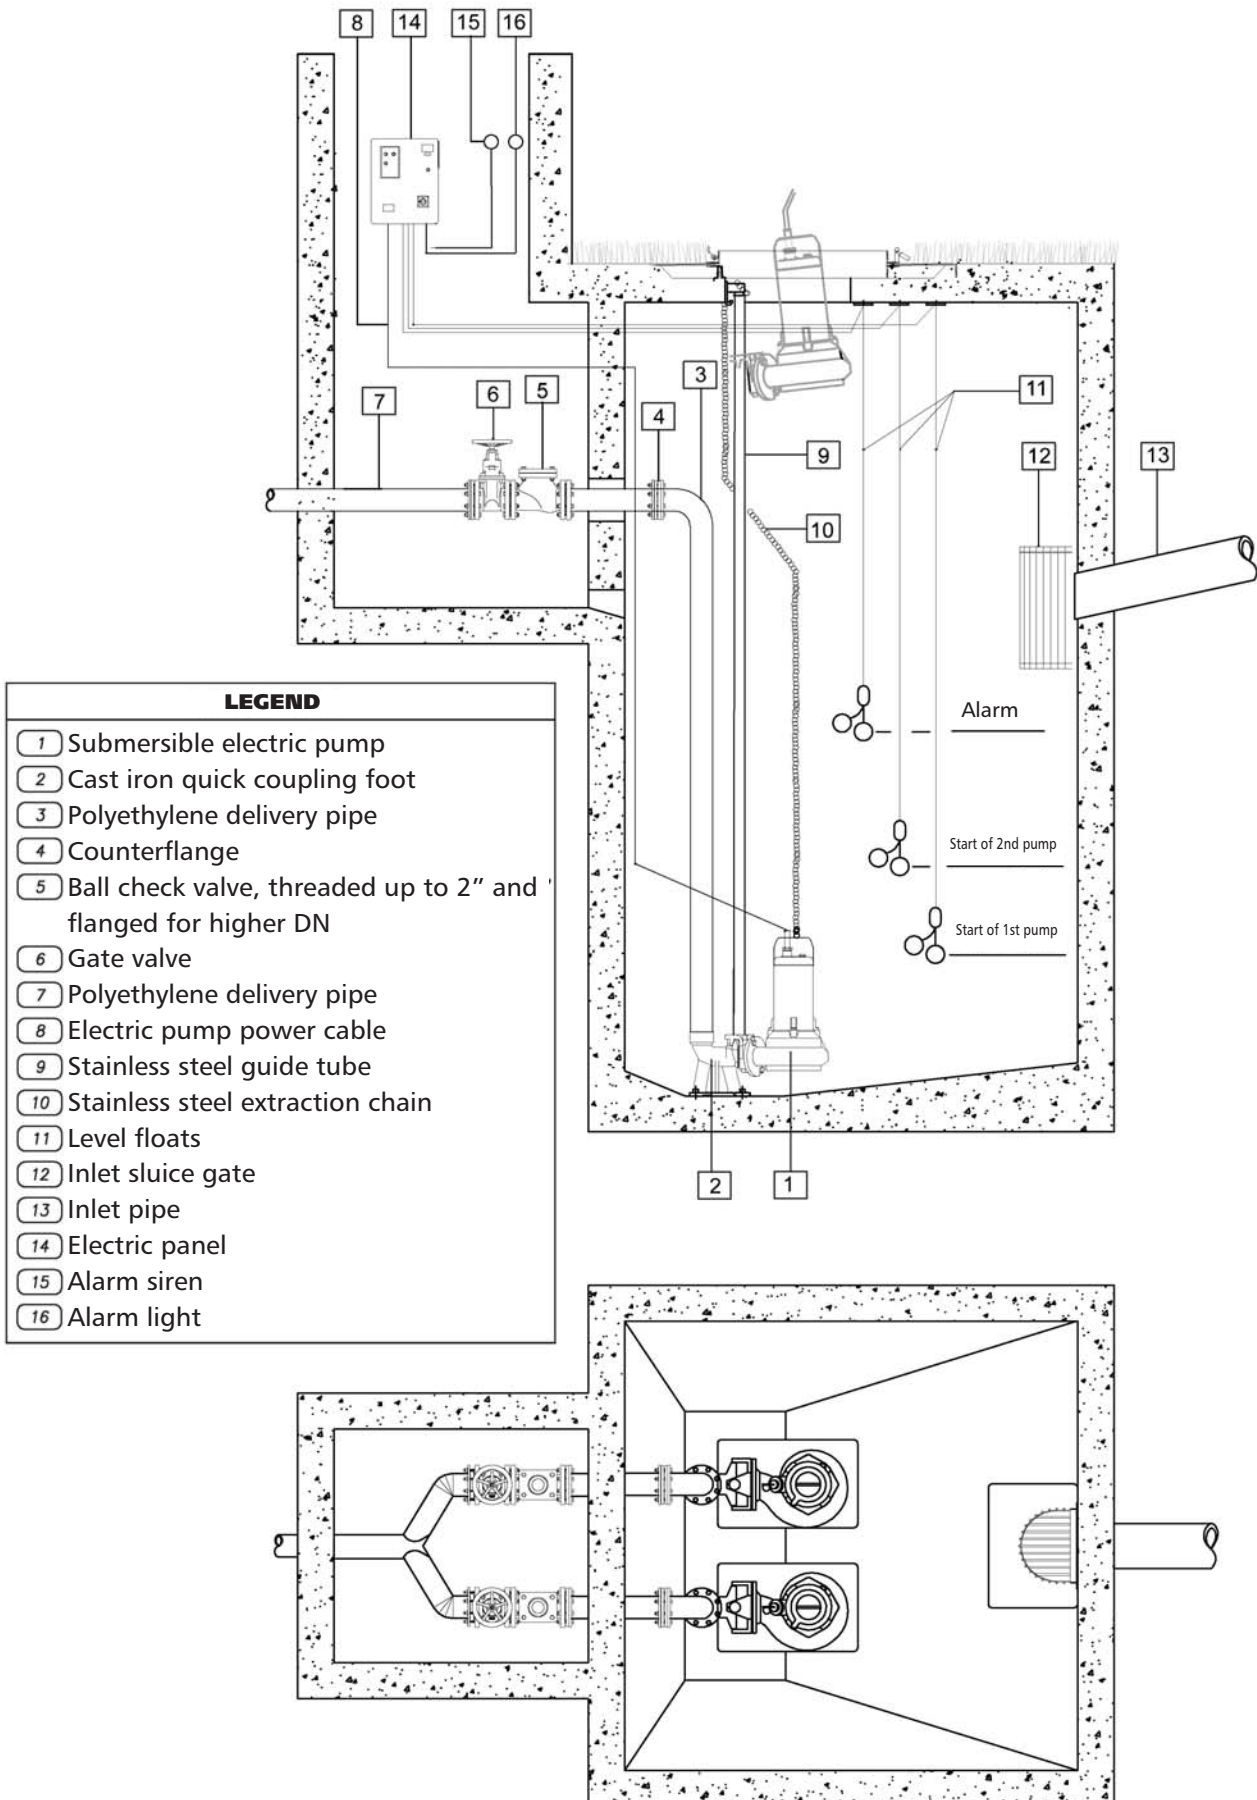 8 14 15 16
7 6 5 4 3 9 11 12 13
10
Alarm
Start of 2nd pump
Start of 1st pump
2 1
LEGEND
1 Submersible electric pump
2 Cast iron quick coupling foot
3 Polyethylene delivery pipe
4 Counterflange
5 Ball check valve, threaded up to 2” and
flanged for higher DN
6 Gate valve
7 Polyethylene delivery pipe
8 Electric pump power cable
9 Stainless steel guide tube
10 Stainless steel extraction chain
11 Level floats
12 Inlet sluice gate
13 Inlet pipe
14 Electric panel
15 Alarm siren
16 Alarm light